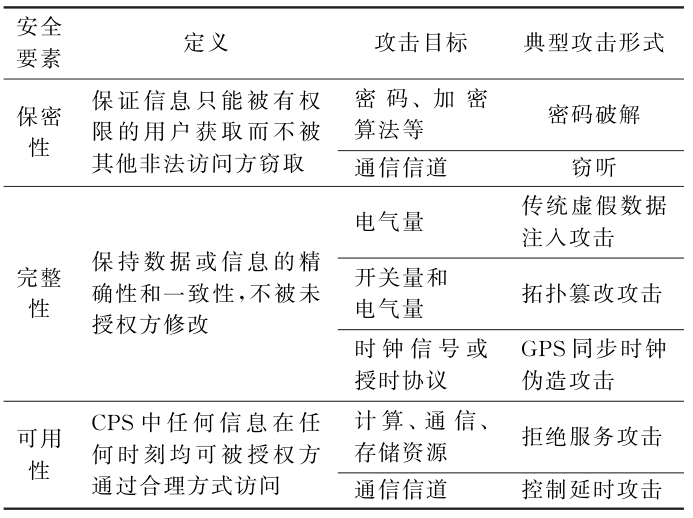 安全
要素
定义
攻击目标
典型攻击形式
保密
性
保证信息只能被有权
限的用户获取而不被
其他非法访问方窃取
密码、加密
算法等
密码破解
通信信道
窃听
完整
性
保持数据或信息的精
确性和一致性,不被未
授权方修改
电气量
传统虚假数据
注入攻击
开关量和
电气量
拓扑篡改攻击
时钟信号或
授时协议
GPS同步时钟
伪造攻击
可用
性
CPS中任何信息在任
何时刻均可被授权方
通过合理方式访问
计算、通信、
存储资源
拒绝服务攻击
通信信道
控制延时攻击